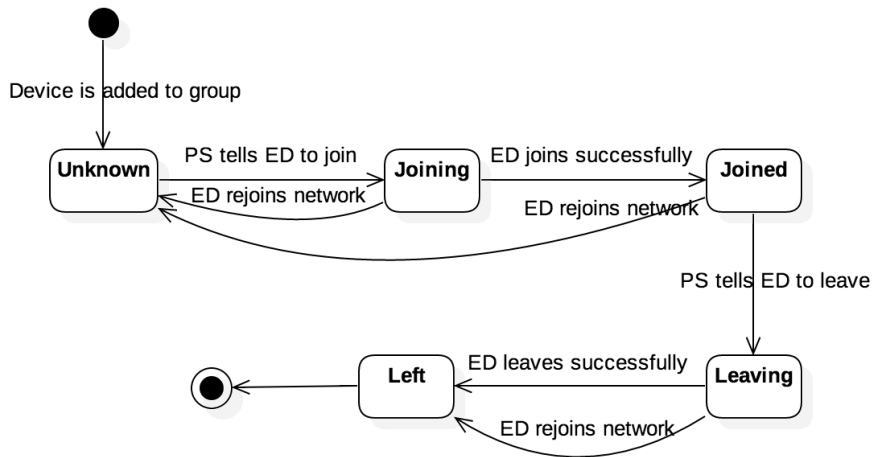 Device is added to group
Unknown
PS tells ED to join
Joining
ED joins successfully
Joined
ED rejoins network
ED rejoins network
PS tells ED to leave
Left
ED leaves successfully
Leaving
ED rejoins network